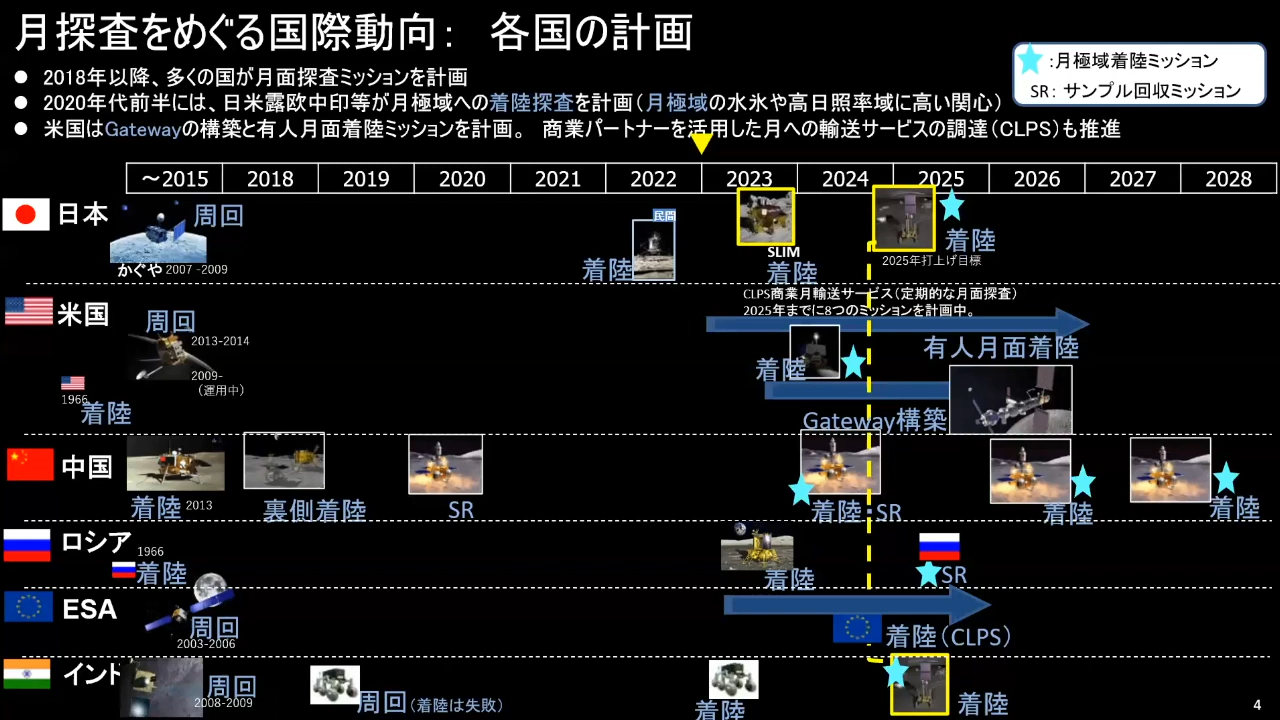 月探査をめぐる国際動向： 各国の計画
● 2018年以降、多くの国が月面探査ミッションを計画
● 2020年代前半には、日米露欧中印等が月極域への着陸探査を計画（月極域の水氷や高日照率域に高い関心）
● 米国はGatewayの構築と有人月面着陸ミッションを計画。 商業パートナーを活用した月への輸送サービスの調達（CLPS）も推進
:月極域着陸ミッション
SR: サンプル回収ミッション
～2015 2018 2019 2020 2021 2022 2023 2024 2025 2026 2027 2028
日本
周回
かぐや 2007 -2009
民間
着陸
SLIM
着陸
着陸
2025年打上げ目標
米国
周回
2013-2014
2009-
（運用中）
1966
着陸
CLPS商業月輸送サービス（定期的な月面探査）
2025年までに8つのミッションを計画中。
着陸
有人月面着陸
Gateway構築
中国
着陸 2013
裏側着陸
SR
着陸：SR
着陸
着陸
ロシア
1966
着陸
着陸
SR
ESA
周回
2003-2006
着陸（CLPS）
インド
周回
2008-2009
周回（着陸は失敗）
着陸
着陸
4